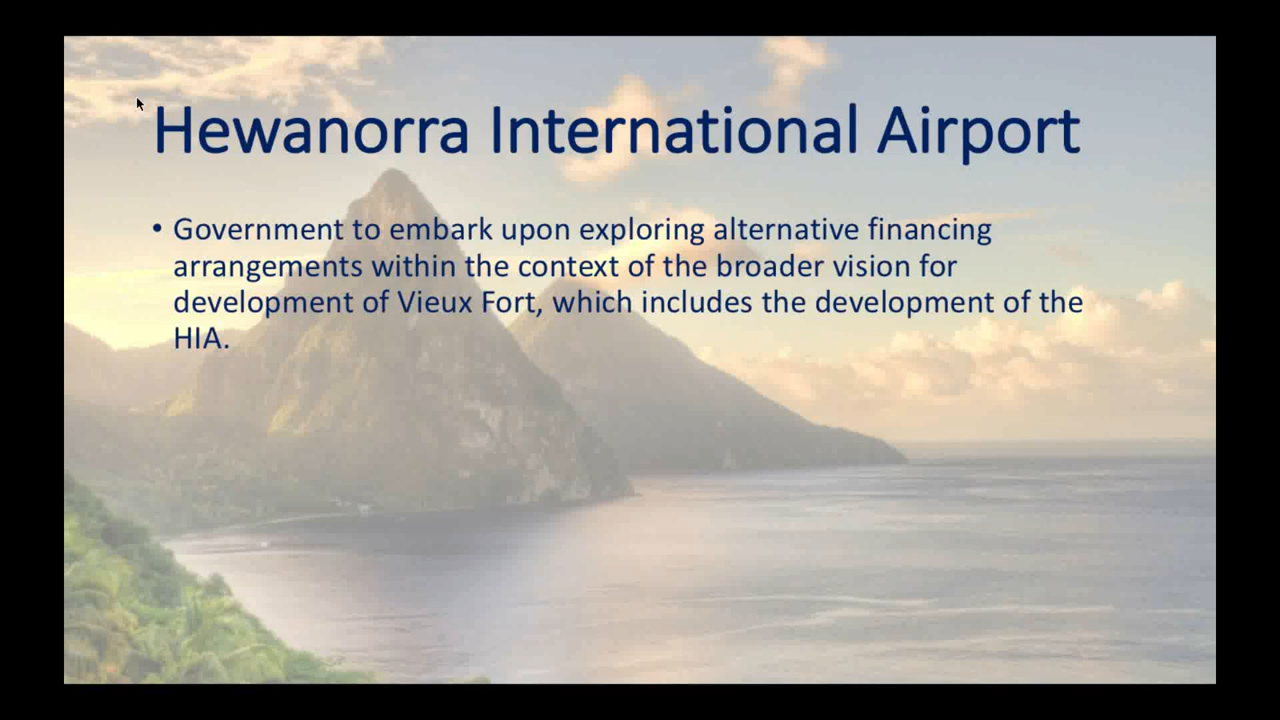 Hewanorra International Airport
• Government to embark upon exploring alternative financing
arrangements within the context of the broader vision for
development of Vieux Fort, which includes the development of the
HIA.